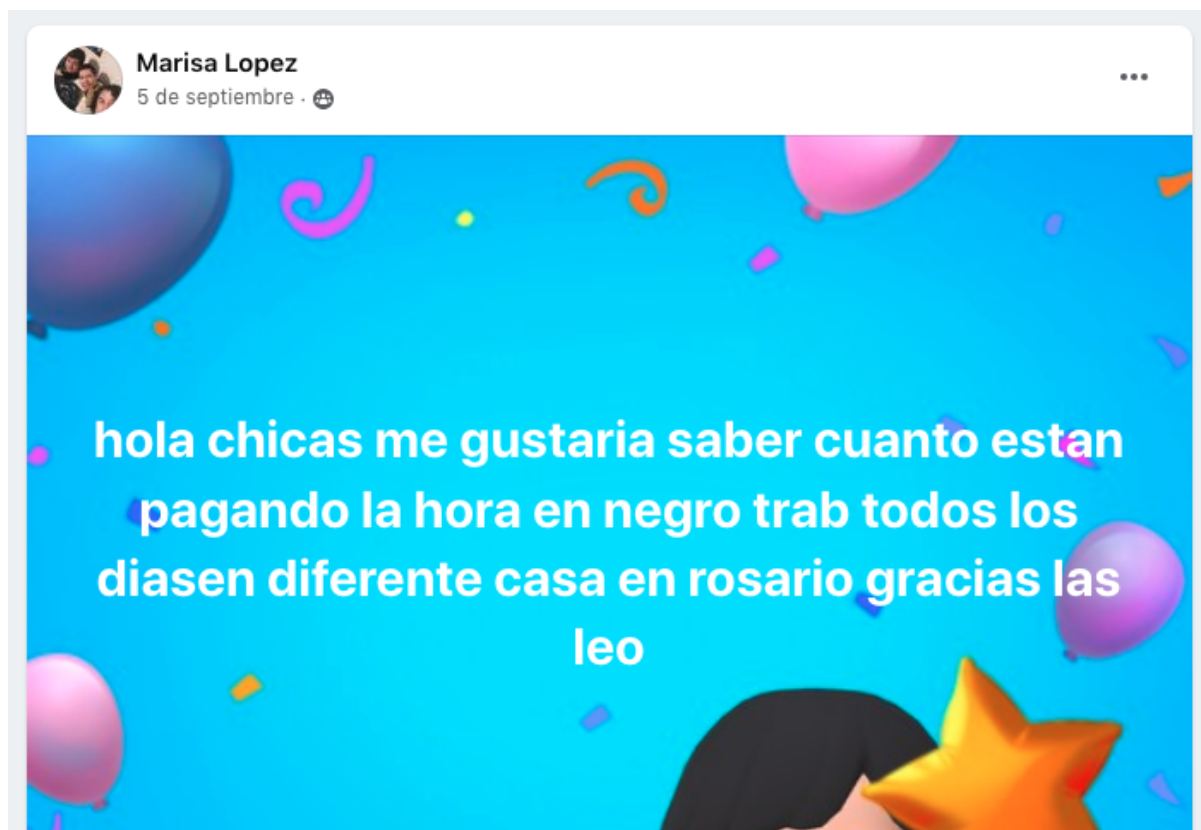 Marisa Lopez
5 de septiembre ·
hola chicas me gustaria saber cuanto estan
pagando la hora en negro trab todos los
diasen diferente casa en rosario gracias las
leo